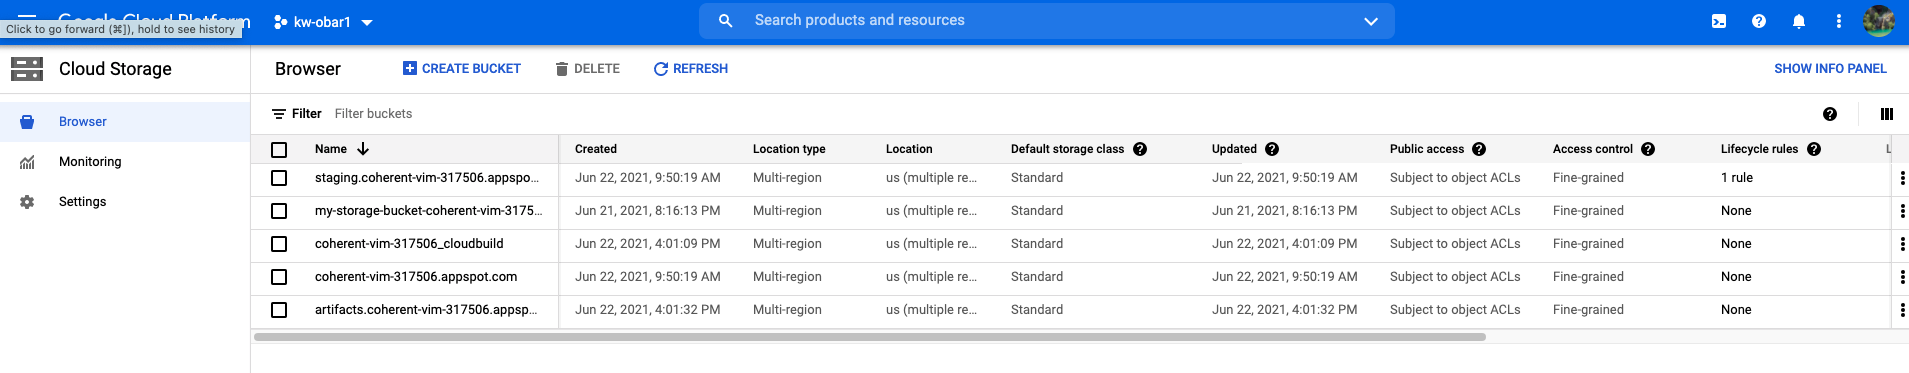 Google Cloud Platform
Click to go forward (⌘]), hold to see history
kw-obar1
Search products and resources
Cloud Storage
Browser
CREATE BUCKET
DELETE
REFRESH
SHOW INFO PANEL
Browser
Monitoring
Settings
Filter Filter buckets
Name Created Location type Location Default storage class Updated Public access Access control Lifecycle rules
staging.coherent-vim-317506.appspo... Jun 22, 2021, 9:50:19 AM Multi-region us (multiple re... Standard Jun 22, 2021, 9:50:19 AM Subject to object ACLs Fine-grained 1 rule
my-storage-bucket-coherent-vim-3175... Jun 21, 2021, 8:16:13 PM Multi-region us (multiple re... Standard Jun 21, 2021, 8:16:13 PM Subject to object ACLs Fine-grained None
coherent-vim-317506_cloudbuild Jun 22, 2021, 4:01:09 PM Multi-region us (multiple re... Standard Jun 22, 2021, 4:01:09 PM Subject to object ACLs Fine-grained None
coherent-vim-317506.appspot.com Jun 22, 2021, 9:50:19 AM Multi-region us (multiple re... Standard Jun 22, 2021, 9:50:19 AM Subject to object ACLs Fine-grained None
artifacts.coherent-vim-317506.appsp... Jun 22, 2021, 4:01:32 PM Multi-region us (multiple re... Standard Jun 22, 2021, 4:01:32 PM Subject to object ACLs Fine-grained None